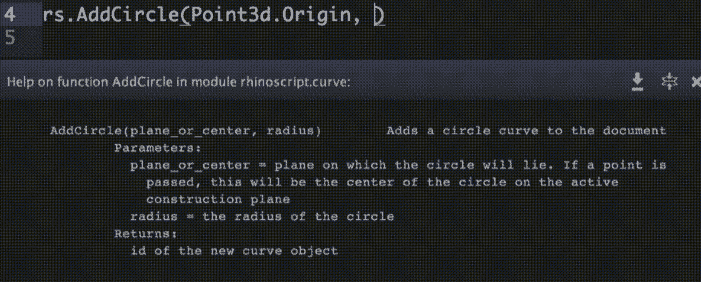 4 rs.AddCircle(Point3d.Origin, )
5
Help on function AddCircle in module rhinoscript.curve:
AddCircle(plane_or_center, radius) Adds a circle curve to the document
Parameters:
plane_or_center = plane on which the circle will lie. If a point is
passed, this will be the center of the circle on the active
construction plane
radius = the radius of the circle
Returns:
id of the new curve object